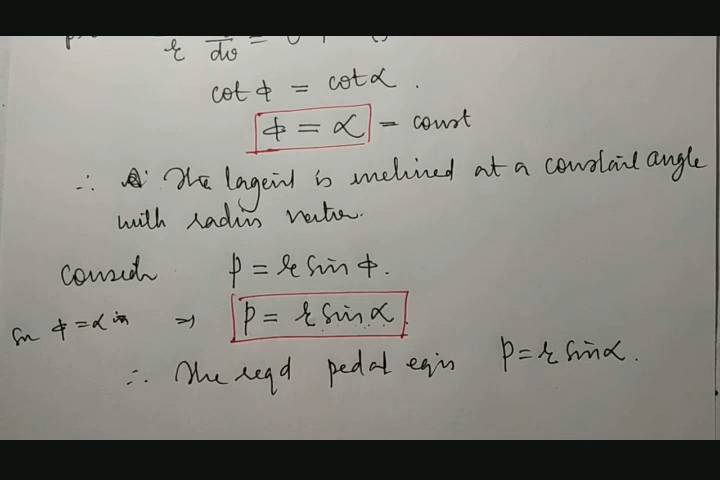 cot ϕ = cot α .
ϕ = α = const
∴ The tangent is inclined at a constant angle
with radius vector.
Consider p = r sin ϕ.
ϕ = α ⇒ p = r sin α
∴ The reqd pedal eqn is p = r sin α.